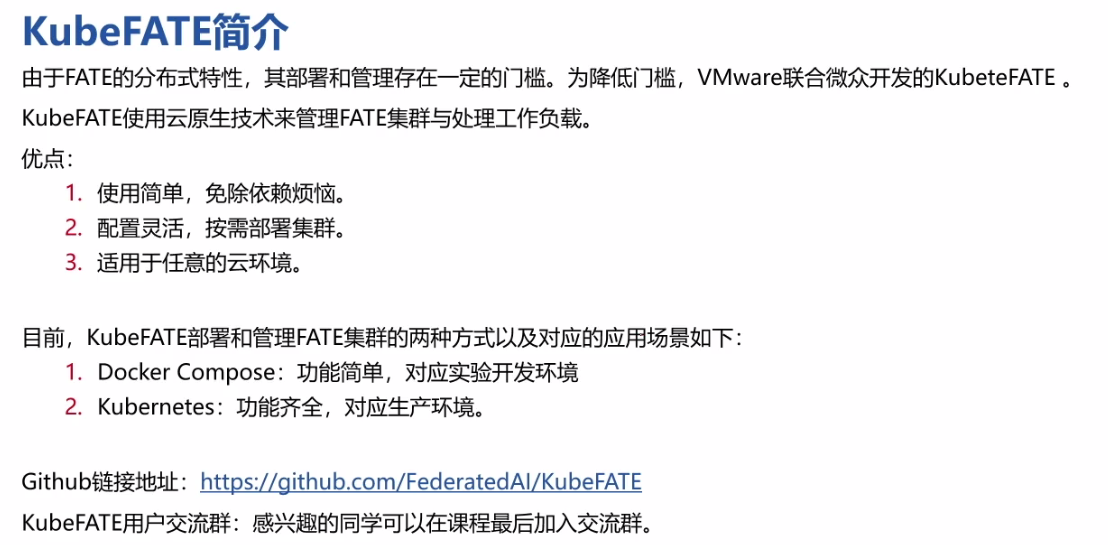 KubeFATE简介
由于FATE的分布式特性，其部署和管理存在一定的门槛。为降低门槛，VMware联合微众开发的KubeteFATE 。
KubeFATE使用云原生技术来管理FATE集群与处理工作负载。
优点：
1. 使用简单，免除依赖烦恼。
2. 配置灵活，按需部署集群。
3. 适用于任意的云环境。
目前，KubeFATE部署和管理FATE集群的两种方式以及对应的应用场景如下：
1. Docker Compose：功能简单，对应实验开发环境
2. Kubernetes：功能齐全，对应生产环境。
Github链接地址：https://github.com/FederatedAI/KubeFATE
KubeFATE用户交流群：感兴趣的同学可以在课程最后加入交流群。